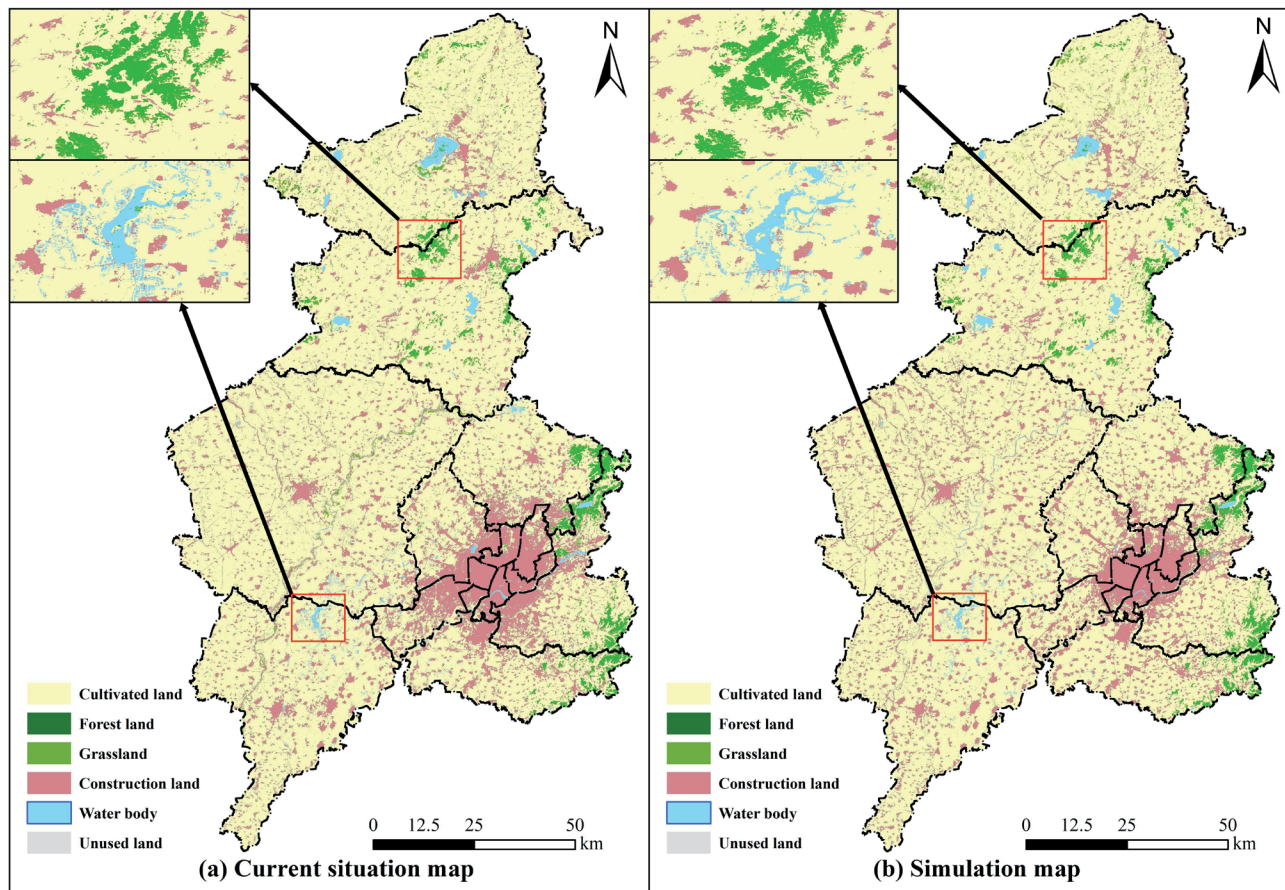 N
Cultivated land
Forest land
Grassland
Construction land
Water body
Unused land
0 12.5 25 50
km
(a) Current situation map
N
Cultivated land
Forest land
Grassland
Construction land
Water body
Unused land
0 12.5 25 50
km
(b) Simulation map